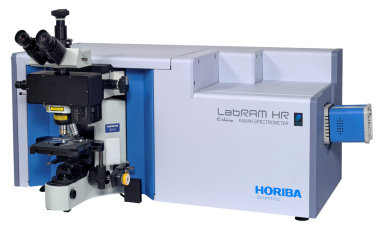 LabRAM HR
Evolution RAMAN SPECTROMETER
HORIBA
Scientific